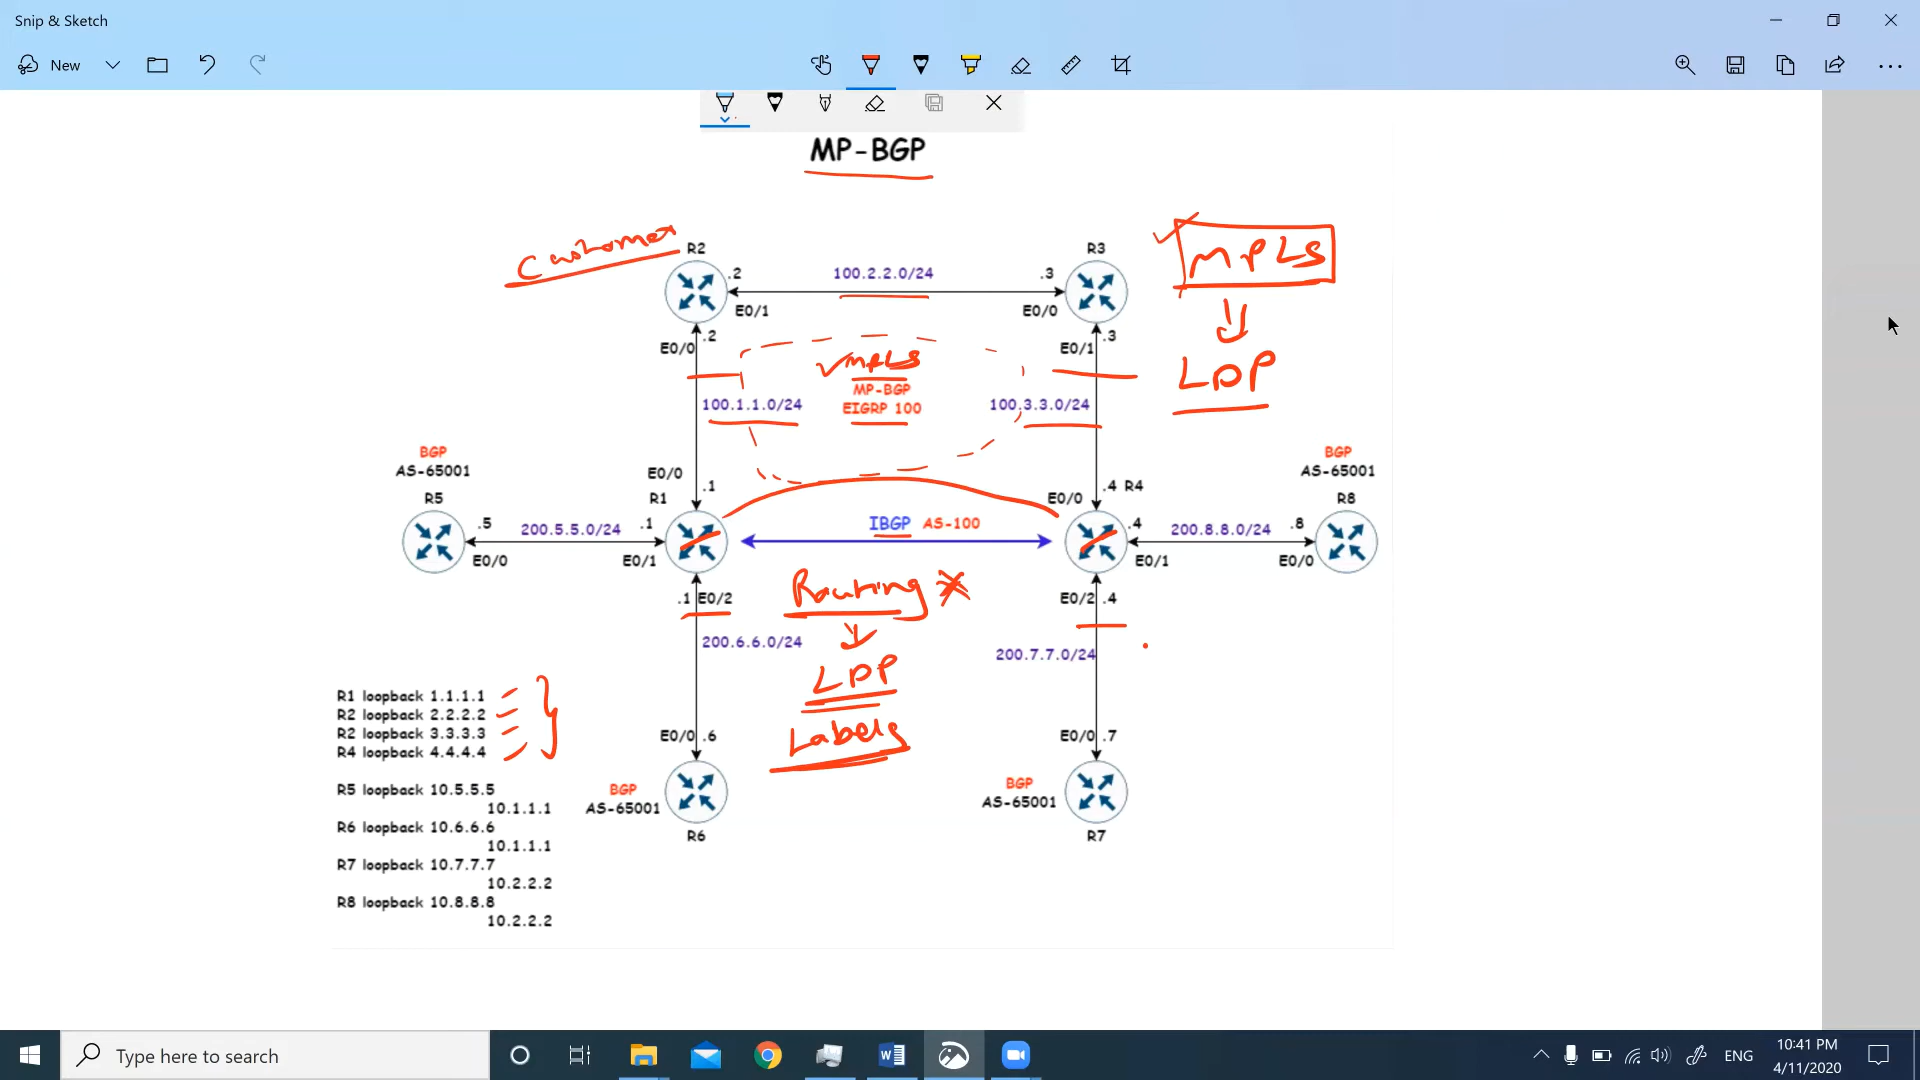 Snip & Sketch
New
MP-BGP
Customer
R2
R3
MPLS
.2
100.2.2.0/24
.3
E0/1
E0/0
.2
.3
E0/0
E0/1
LDP
MPLS
MP-BGP
EIGRP 100
100.1.1.0/24
100.3.3.0/24
BGP
AS-65001
R5
BGP
AS-65001
R8
E0/0
R1
.1
E0/0
.4 R4
.5
200.5.5.0/24
.1
IBGP AS-100
.4
200.8.8.0/24
.8
E0/0
E0/1
E0/1
E0/0
.1 E0/2
Routing
E0/2 .4
200.6.6.0/24
200.7.7.0/24
LDP
Labels
R1 loopback 1.1.1.1
R2 loopback 2.2.2.2
R2 loopback 3.3.3.3
R4 loopback 4.4.4.4
E0/0 .6
E0/0 .7
R5 loopback 10.5.5.5
10.1.1.1
R6 loopback 10.6.6.6
10.1.1.1
R7 loopback 10.7.7.7
10.2.2.2
R8 loopback 10.8.8.8
10.2.2.2
BGP
AS-65001
R6
BGP
AS-65001
R7
Type here to search
ENG
10:41 PM
4/11/2020